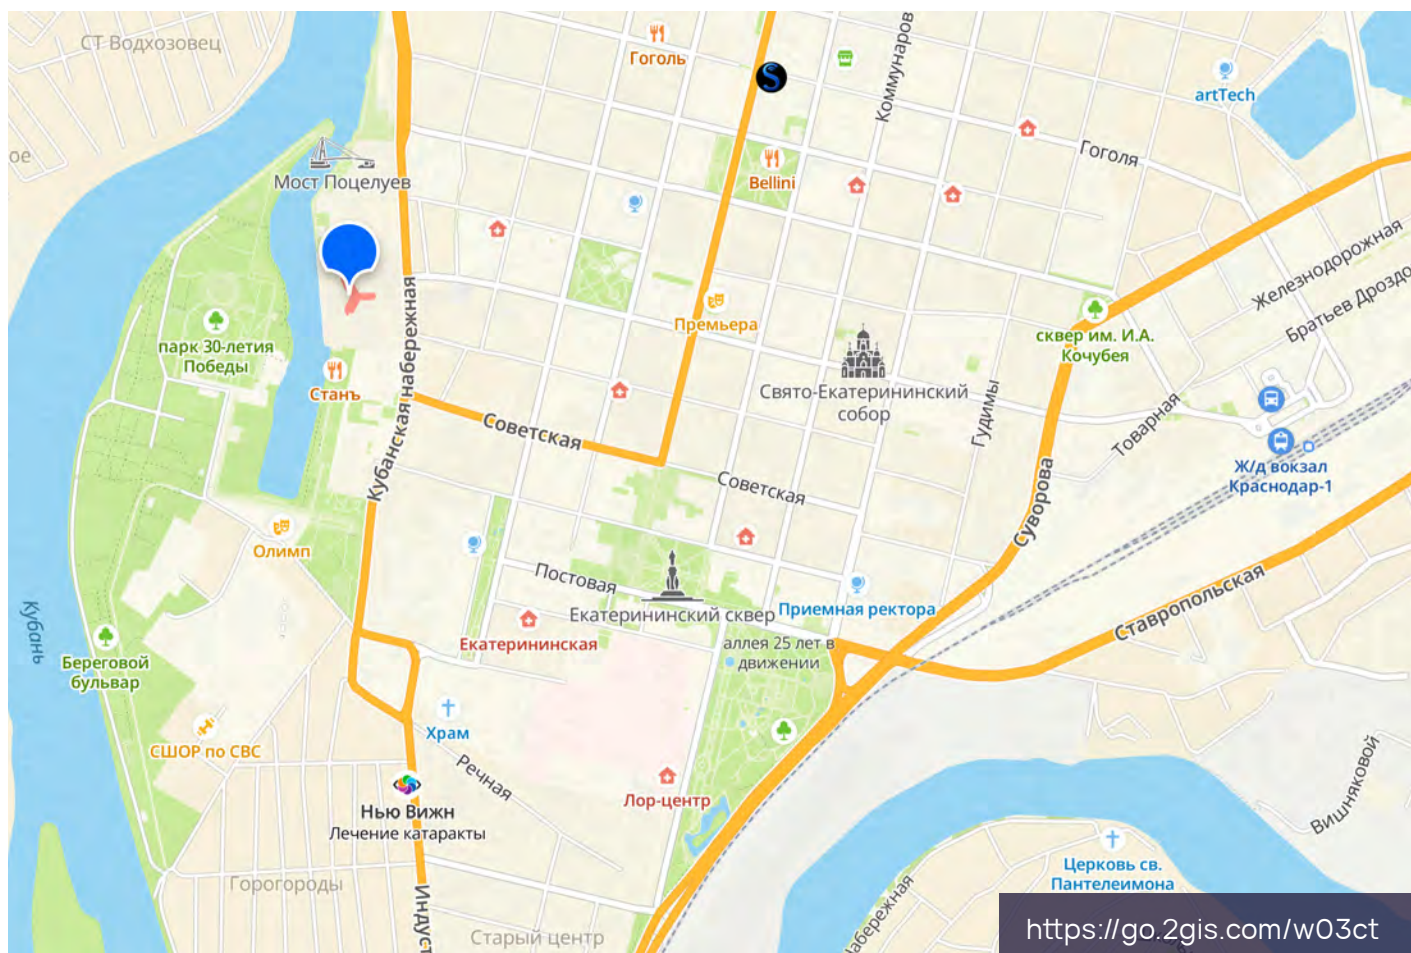 СТ Водхозовец
Гоголь
S
Коммунаров
artTech
ое
Мост Поцелуев
Bellini
Гоголя
Железнодорожная
Братьев Дроздо
Кубанская набережная
парк 30-летия
Победы
Станъ
Премьера
Свято-Екатерининский
собор
сквер им. И.А.
Кочубея
Советская
Гудимы
Товарная
Ж/д вокзал
Краснодар-1
Советская
Суворова
Олимп
Постовая
Екатерининский сквер
Приемная ректора
Ставропольская
Кубань
Береговой
бульвар
Екатерининская
аллея 25 лет в
движении
СШОР по СВС
Храм
Речная
Лор-центр
Нью Вижн
Лечение катаракты
Вишняковой
Горогороды
Индуст
Старый центр
Церковь св.
Пантелеимона
абережная
https://go.2gis.com/w03ct